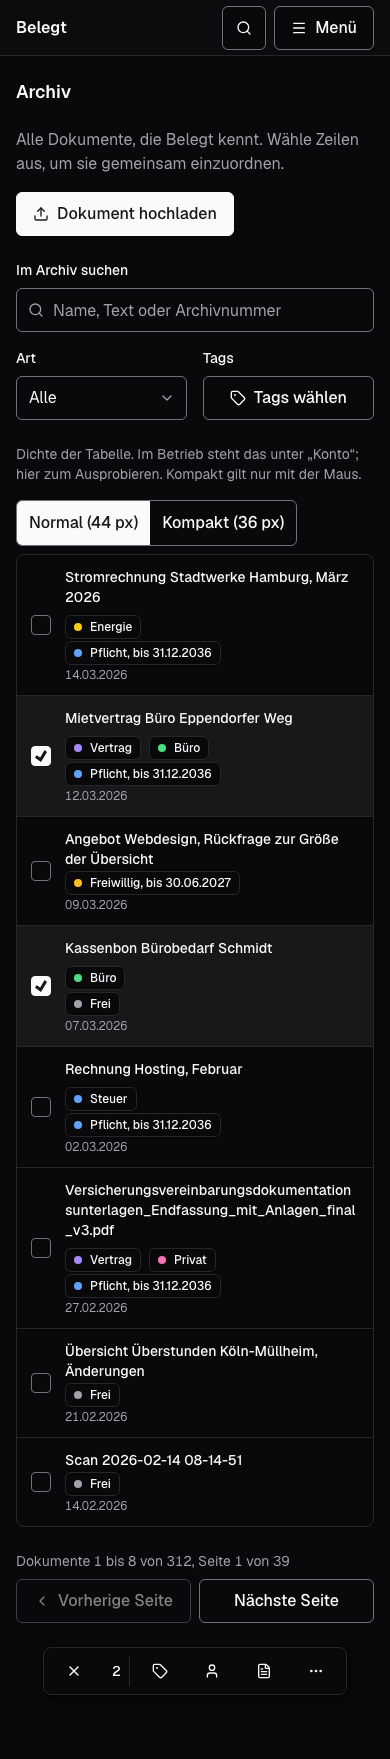 Belegt
Menü
Archiv
Alle Dokumente, die Belegt kennt. Wähle Zeilen
aus, um sie gemeinsam einzuordnen.
Dokument hochladen
Im Archiv suchen
Name, Text oder Archivnummer
Art
Tags
Alle
Tags wählen
Dichte der Tabelle. Im Betrieb steht das unter „Konto“;
hier zum Ausprobieren. Kompakt gilt nur mit der Maus.
Normal (44 px)
Kompakt (36 px)
Stromrechnung Stadtwerke Hamburg, März
2026
Energie
Pflicht, bis 31.12.2036
14.03.2026
Mietvertrag Büro Eppendorfer Weg
Vertrag
Büro
Pflicht, bis 31.12.2036
12.03.2026
Angebot Webdesign, Rückfrage zur Größe
der Übersicht
Freiwillig, bis 30.06.2027
09.03.2026
Kassenbon Bürobedarf Schmidt
Büro
Frei
07.03.2026
Rechnung Hosting, Februar
Steuer
Pflicht, bis 31.12.2036
02.03.2026
Versicherungsvereinbarungsdokumentation
sunterlagen_Endfassung_mit_Anlagen_final
_v3.pdf
Vertrag
Privat
Pflicht, bis 31.12.2036
27.02.2026
Übersicht Überstunden Köln-Müllheim,
Änderungen
Frei
21.02.2026
Scan 2026-02-14 08-14-51
Frei
14.02.2026
Dokumente 1 bis 8 von 312, Seite 1 von 39
Vorherige Seite
Nächste Seite
2